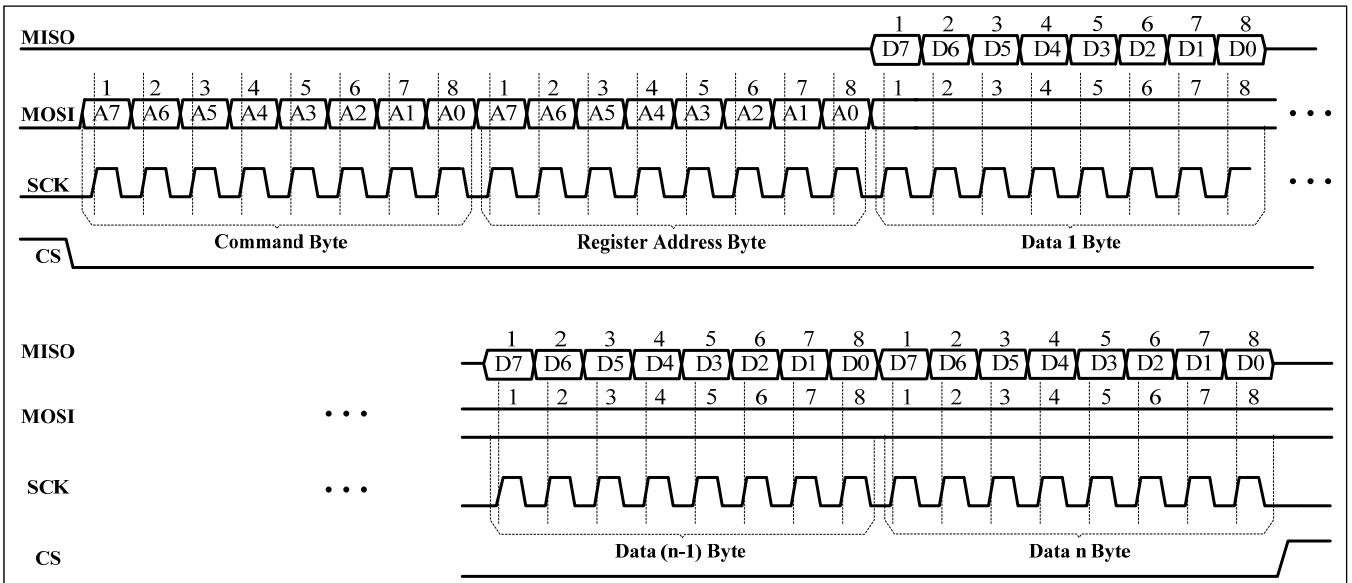 1 2 3 4 5 6 7 8
MISO D7 D6 D5 D4 D3 D2 D1 D0
1 2 3 4 5 6 7 8 1 2 3 4 5 6 7 8 1 2 3 4 5 6 7 8
MOSI A7 A6 A5 A4 A3 A2 A1 A0 A7 A6 A5 A4 A3 A2 A1 A0 • • •
SCK • • •
Command Byte Register Address Byte Data 1 Byte
CS
1 2 3 4 5 6 7 8 1 2 3 4 5 6 7 8
MISO D7 D6 D5 D4 D3 D2 D1 D0 D7 D6 D5 D4 D3 D2 D1 D0
1 2 3 4 5 6 7 8 1 2 3 4 5 6 7 8
MOSI • • •
SCK • • •
Data (n-1) Byte Data n Byte
CS